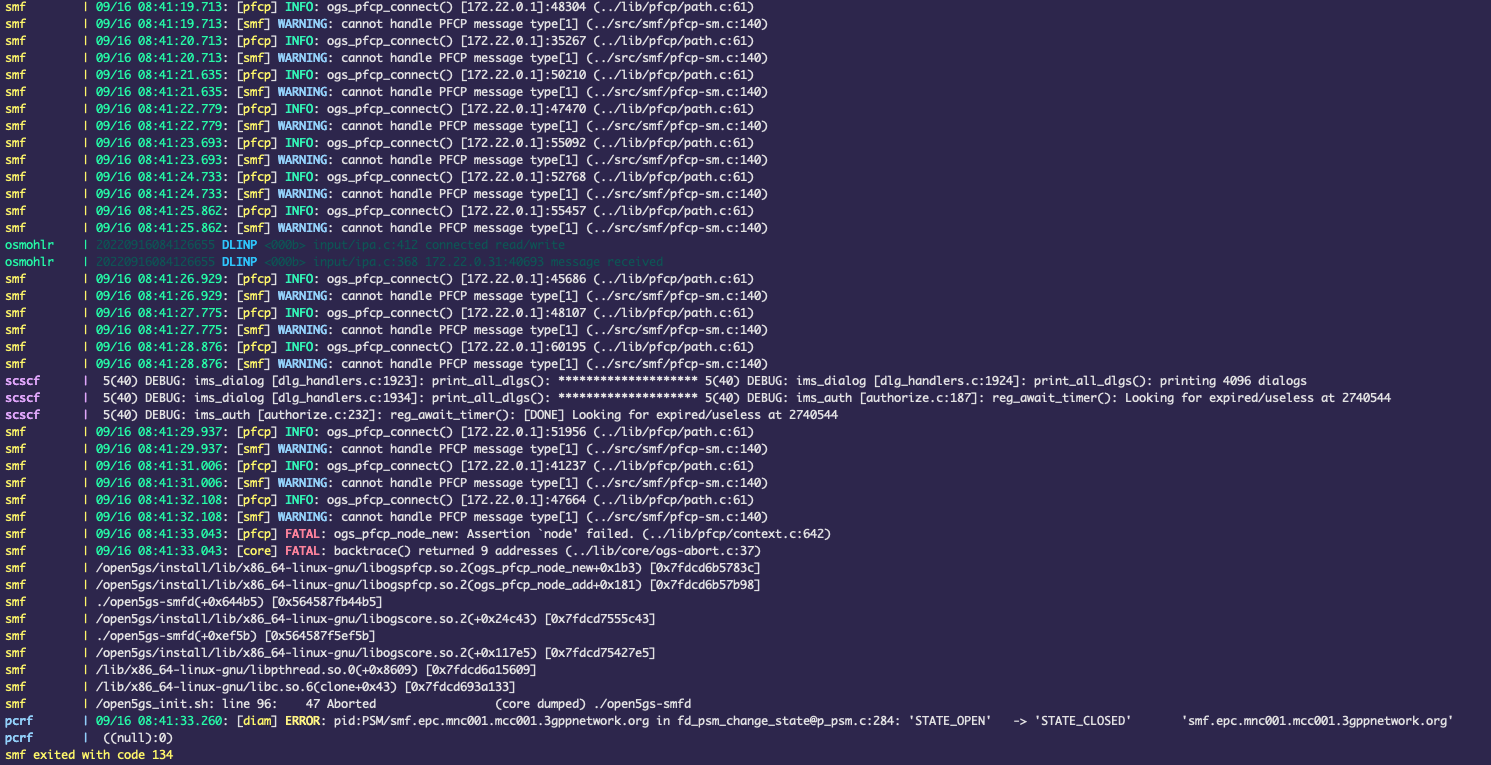 smf | 09/16 08:41:19.713: [pfcp] INFO: ogs_pfcp_connect() [172.22.0.1]:48304 (../lib/pfcp/path.c:61)
smf | 09/16 08:41:19.713: [smf] WARNING: cannot handle PFCP message type[1] (../src/smf/pfcp-sm.c:140)
smf | 09/16 08:41:20.713: [pfcp] INFO: ogs_pfcp_connect() [172.22.0.1]:35267 (../lib/pfcp/path.c:61)
smf | 09/16 08:41:20.713: [smf] WARNING: cannot handle PFCP message type[1] (../src/smf/pfcp-sm.c:140)
smf | 09/16 08:41:21.635: [pfcp] INFO: ogs_pfcp_connect() [172.22.0.1]:50210 (../lib/pfcp/path.c:61)
smf | 09/16 08:41:21.635: [smf] WARNING: cannot handle PFCP message type[1] (../src/smf/pfcp-sm.c:140)
smf | 09/16 08:41:22.779: [pfcp] INFO: ogs_pfcp_connect() [172.22.0.1]:47470 (../lib/pfcp/path.c:61)
smf | 09/16 08:41:22.779: [smf] WARNING: cannot handle PFCP message type[1] (../src/smf/pfcp-sm.c:140)
smf | 09/16 08:41:23.693: [pfcp] INFO: ogs_pfcp_connect() [172.22.0.1]:55092 (../lib/pfcp/path.c:61)
smf | 09/16 08:41:23.693: [smf] WARNING: cannot handle PFCP message type[1] (../src/smf/pfcp-sm.c:140)
smf | 09/16 08:41:24.733: [pfcp] INFO: ogs_pfcp_connect() [172.22.0.1]:52768 (../lib/pfcp/path.c:61)
smf | 09/16 08:41:24.733: [smf] WARNING: cannot handle PFCP message type[1] (../src/smf/pfcp-sm.c:140)
smf | 09/16 08:41:25.862: [pfcp] INFO: ogs_pfcp_connect() [172.22.0.1]:55457 (../lib/pfcp/path.c:61)
smf | 09/16 08:41:25.862: [smf] WARNING: cannot handle PFCP message type[1] (../src/smf/pfcp-sm.c:140)
osmohlr | 20220916084126655 DLINP <000b> input/ipa.c:412 connected read/write
osmohlr | 20220916084126655 DLINP <000b> input/ipa.c:368 172.22.0.31:40693 message received
smf | 09/16 08:41:26.929: [pfcp] INFO: ogs_pfcp_connect() [172.22.0.1]:45686 (../lib/pfcp/path.c:61)
smf | 09/16 08:41:26.929: [smf] WARNING: cannot handle PFCP message type[1] (../src/smf/pfcp-sm.c:140)
smf | 09/16 08:41:27.775: [pfcp] INFO: ogs_pfcp_connect() [172.22.0.1]:48107 (../lib/pfcp/path.c:61)
smf | 09/16 08:41:27.775: [smf] WARNING: cannot handle PFCP message type[1] (../src/smf/pfcp-sm.c:140)
smf | 09/16 08:41:28.876: [pfcp] INFO: ogs_pfcp_connect() [172.22.0.1]:60195 (../lib/pfcp/path.c:61)
smf | 09/16 08:41:28.876: [smf] WARNING: cannot handle PFCP message type[1] (../src/smf/pfcp-sm.c:140)
scscf | 5(40) DEBUG: ims_dialog [dlg_handlers.c:1923]: print_all_dlgs(): ******************** 5(40) DEBUG: ims_dialog [dlg_handlers.c:1924]: print_all_dlgs(): printing 4096 dialogs
scscf | 5(40) DEBUG: ims_dialog [dlg_handlers.c:1934]: print_all_dlgs(): ******************** 5(40) DEBUG: ims_auth [authorize.c:187]: reg_await_timer(): Looking for expired/useless at 2740544
scscf | 5(40) DEBUG: ims_auth [authorize.c:232]: reg_await_timer(): [DONE] Looking for expired/useless at 2740544
smf | 09/16 08:41:29.937: [pfcp] INFO: ogs_pfcp_connect() [172.22.0.1]:51956 (../lib/pfcp/path.c:61)
smf | 09/16 08:41:29.937: [smf] WARNING: cannot handle PFCP message type[1] (../src/smf/pfcp-sm.c:140)
smf | 09/16 08:41:31.006: [pfcp] INFO: ogs_pfcp_connect() [172.22.0.1]:41237 (../lib/pfcp/path.c:61)
smf | 09/16 08:41:31.006: [smf] WARNING: cannot handle PFCP message type[1] (../src/smf/pfcp-sm.c:140)
smf | 09/16 08:41:32.108: [pfcp] INFO: ogs_pfcp_connect() [172.22.0.1]:47664 (../lib/pfcp/path.c:61)
smf | 09/16 08:41:32.108: [smf] WARNING: cannot handle PFCP message type[1] (../src/smf/pfcp-sm.c:140)
smf | 09/16 08:41:33.043: [pfcp] FATAL: ogs_pfcp_node_new: Assertion `node' failed. (../lib/pfcp/context.c:642)
smf | 09/16 08:41:33.043: [core] FATAL: backtrace() returned 9 addresses (../lib/core/ogs-abort.c:37)
smf | /open5gs/install/lib/x86_64-linux-gnu/libogspfcp.so.2(ogs_pfcp_node_new+0x1b3) [0x7fdcd6b5783c]
smf | /open5gs/install/lib/x86_64-linux-gnu/libogspfcp.so.2(ogs_pfcp_node_add+0x181) [0x7fdcd6b57b98]
smf | ./open5gs-smfd(+0x644b5) [0x564587fb44b5]
smf | /open5gs/install/lib/x86_64-linux-gnu/libogscore.so.2(+0x24c43) [0x7fdcd7555c43]
smf | ./open5gs-smfd(+0xef5b) [0x564587f5ef5b]
smf | /open5gs/install/lib/x86_64-linux-gnu/libogscore.so.2(+0x117e5) [0x7fdcd75427e5]
smf | /lib/x86_64-linux-gnu/libpthread.so.0(+0x8609) [0x7fdcd6a15609]
smf | /lib/x86_64-linux-gnu/libc.so.6(clone+0x43) [0x7fdcd693a133]
smf | /open5gs_init.sh: line 96: 47 Aborted (core dumped) ./open5gs-smfd
pcrf | 09/16 08:41:33.260: [diam] ERROR: pid:PSM/smf.epc.mnc001.mcc001.3gppnetwork.org in fd_psm_change_state@p_psm.c:284: 'STATE_OPEN' -> 'STATE_CLOSED' 'smf.epc.mnc001.mcc001.3gppnetwork.org'
pcrf | ((null):0)
smf exited with code 134